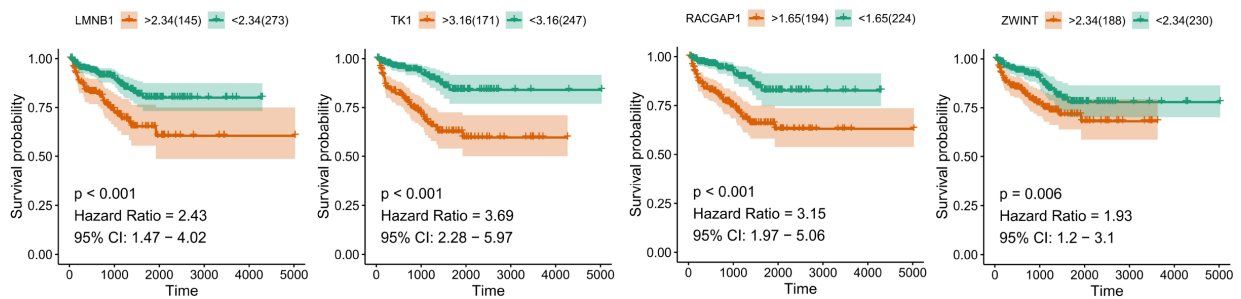 LMNB1 >2.34(145) <2.34(273)
Survival probability
1.00
0.75
0.50
0.25
0.00
p < 0.001
Hazard Ratio = 2.43
95% CI: 1.47 − 4.02
0 1000 2000 3000 4000 5000
Time
TK1 >3.16(171) <3.16(247)
Survival probability
1.00
0.75
0.50
0.25
0.00
p < 0.001
Hazard Ratio = 3.69
95% CI: 2.28 − 5.97
0 1000 2000 3000 4000 5000
Time
RACGAP1 >1.65(194) <1.65(224)
Survival probability
1.00
0.75
0.50
0.25
0.00
p < 0.001
Hazard Ratio = 3.15
95% CI: 1.97 − 5.06
0 1000 2000 3000 4000 5000
Time
ZWINT >2.34(188) <2.34(230)
Survival probability
1.00
0.75
0.50
0.25
0.00
p = 0.006
Hazard Ratio = 1.93
95% CI: 1.2 − 3.1
0 1000 2000 3000 4000 5000
Time